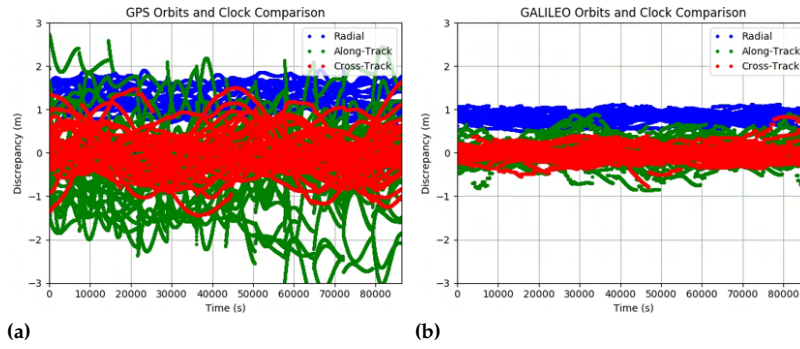 GPS Orbits and Clock Comparison
3
2
1
0
−1
−2
−3
Discrepancy (m)
Radial
Along-Track
Cross-Track
0 10000 20000 30000 40000 50000 60000 70000 80000
Time (s)
(a)
GALILEO Orbits and Clock Comparison
3
2
1
0
−1
−2
−3
Discrepancy (m)
Radial
Along-Track
Cross-Track
0 10000 20000 30000 40000 50000 60000 70000 80000
Time (s)
(b)